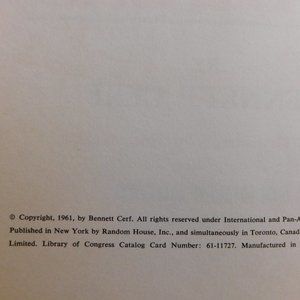 © Copyright, 1961, by Bennett Cerf. All rights reserved under International and Pan-A
Published in New York by Random House, Inc., and simultaneously in Toronto, Canad
Limited. Library of Congress Catalog Card Number: 61-11727. Manufactured in